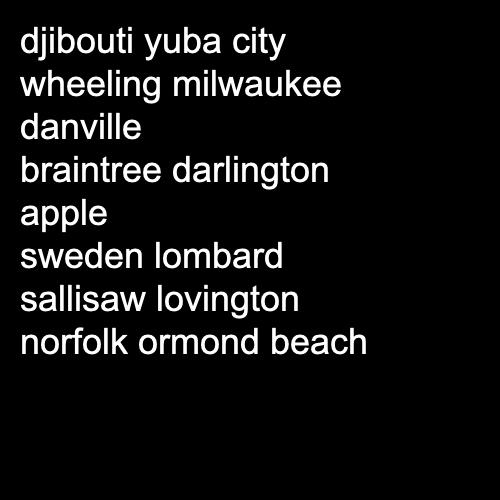 djibouti yuba city
wheeling milwaukee
danville
braintree darlington
apple
sweden lombard
sallisaw lovington
norfolk ormond beach